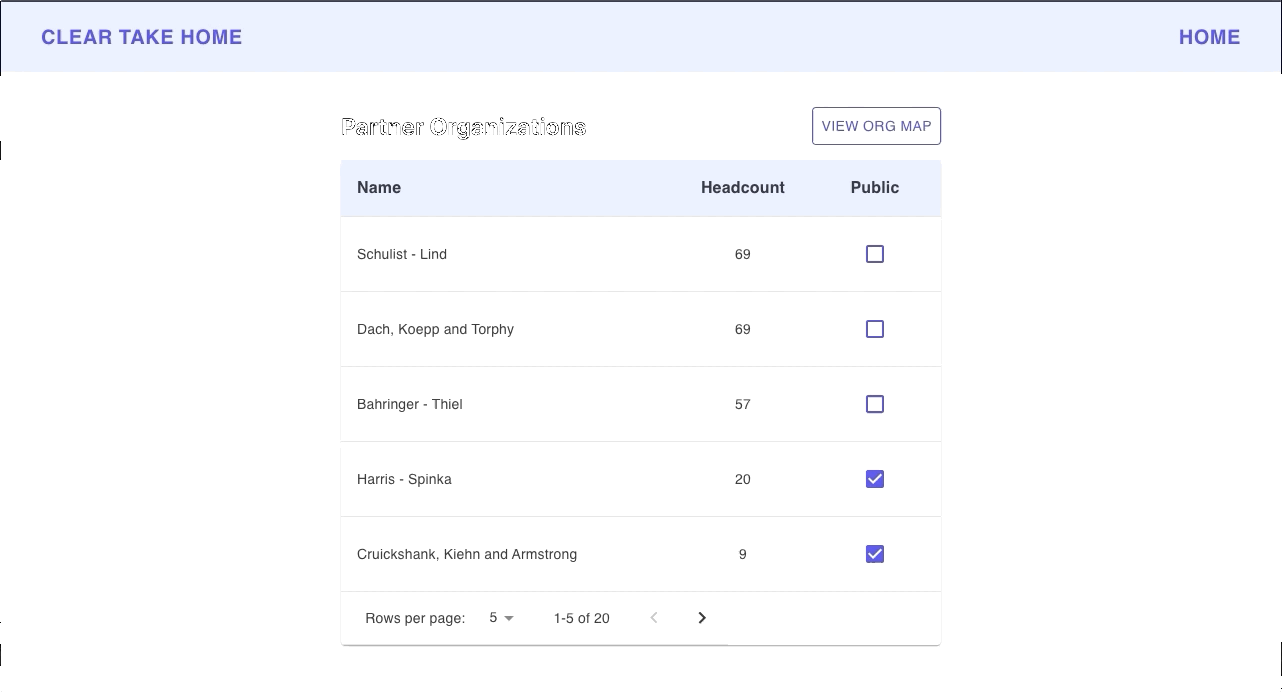 CLEAR TAKE HOME HOME
Partner Organizations VIEW ORG MAP
Name Headcount Public
Schulist - Lind 69
Dach, Koepp and Torphy 69
Bahringer - Thiel 57
Harris - Spinka 20
Cruickshank, Kiehn and Armstrong 9
Rows per page: 5 1-5 of 20